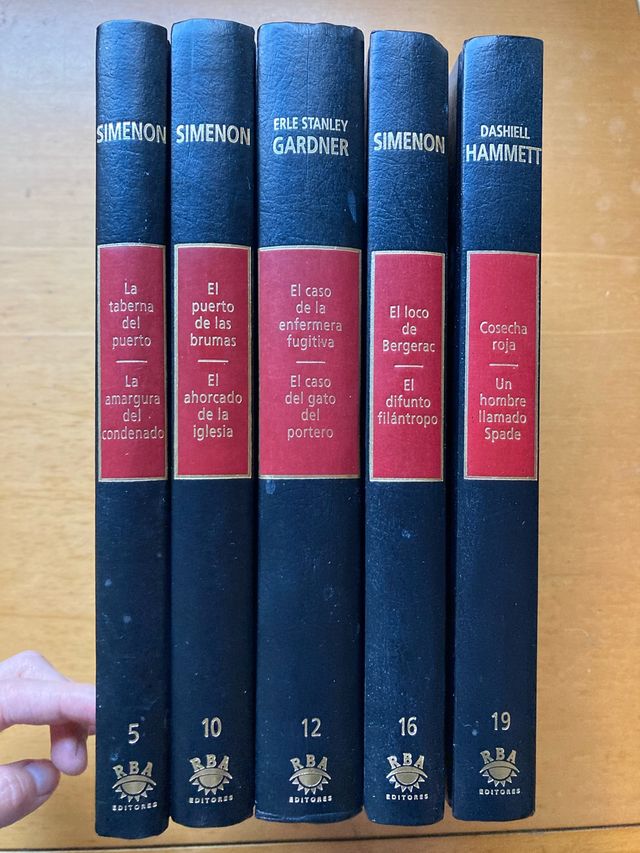 SIMENON
La
taberna
del
puerto
La
amargura
del
condenado
5
RBA
EDITORES
SIMENON
El
puerto
de las
brumas
El
ahorcado
de la
iglesia
10
RBA
EDITORES
ERLE STANLEY
GARDNER
El caso
de la
enfermera
fugitiva
El caso
del gato
del
portero
12
RBA
EDITORES
SIMENON
El loco
de
Bergerac
El
difunto
filántropo
16
RBA
EDITORES
DASHIELL
HAMMETT
Cosecha
roja
Un
hombre
llamado
Spade
19
RBA
EDITORES